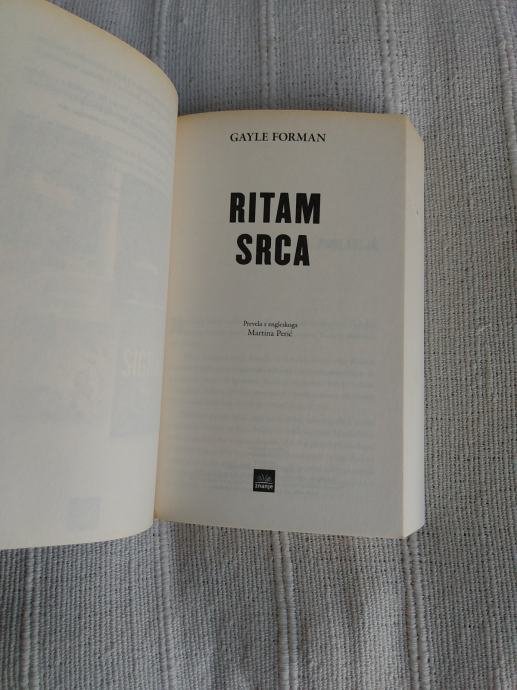 GAYLE FORMAN
RITAM
SRCA
Prevela s engleskoga
Martina Perić
znanje